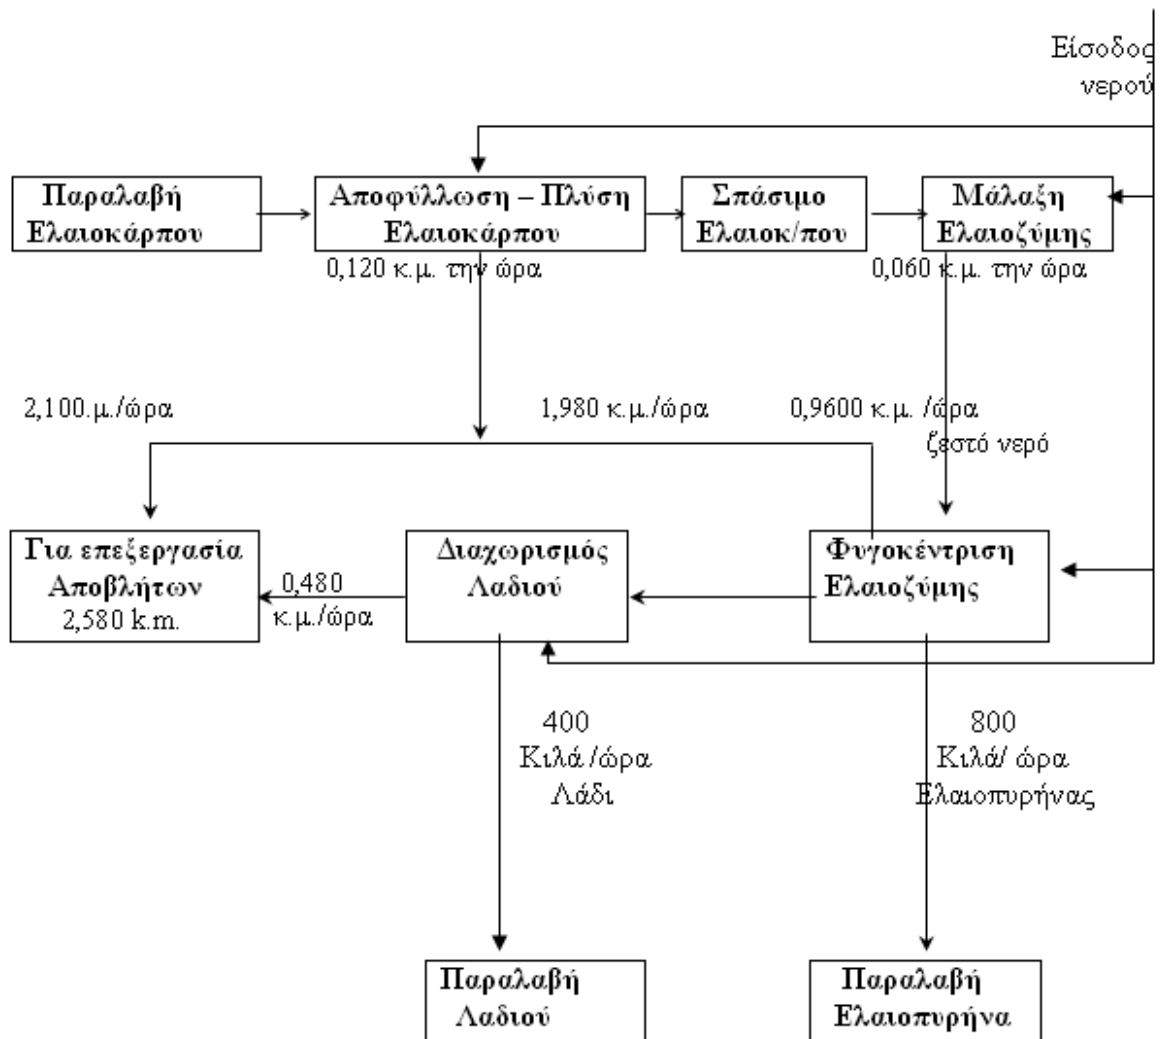 Είσοδος
νερού
Παραλαβή
Ελαιοκάρπου
Αποφύλλωση – Πλύση
Ελαιοκάρπου
Σπάσιμο
Ελαιοκ/που
Μάλαξη
Ελαιοζύμης
0,120 κ.μ. την ώρα
0,060 κ.μ. την ώρα
2,100.μ./ώρα
1,980 κ.μ./ώρα
0,9600 κ.μ. /ώρα
ζεστό νερό
Για επεξεργασία
Αποβλήτων
2,580 k.m.
0,480
κ.μ./ώρα
Διαχωρισμός
Λαδιού
Φυγοκέντριση
Ελαιοζύμης
400
Κιλά /ώρα
Λάδι
800
Κιλά/ ώρα
Ελαιοπυρήνας
Παραλαβή
Λαδιού
Παραλαβή
Ελαιοπυρήνα